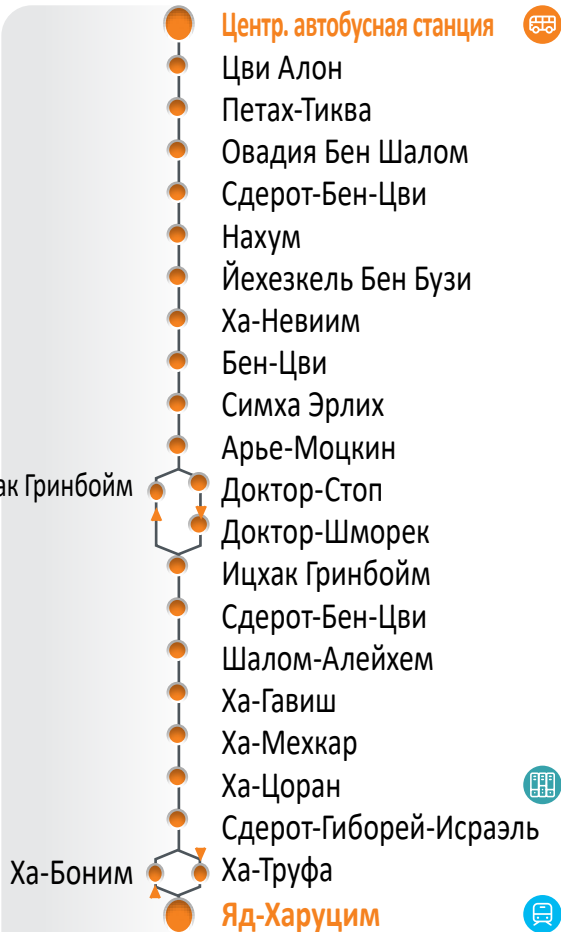 Центр. автобусная станция
Цви Алон
Петах-Тиква
Овадия Бен Шалом
Сдерот-Бен-Цви
Нахум
Йехезкель Бен Бузи
Ха-Невиим
Бен-Цви
Симха Эрлих
Арье-Моцкин
Гринбойм
Доктор-Стоп
Доктор-Шморек
Ицхак Гринбойм
Сдерот-Бен-Цви
Шалом-Алейхем
Ха-Гавиш
Ха-Мехкар
Ха-Цоран
Сдерот-Гиборей-Исраэль
Ха-Боним
Ха-Труфа
Яд-Харуцим